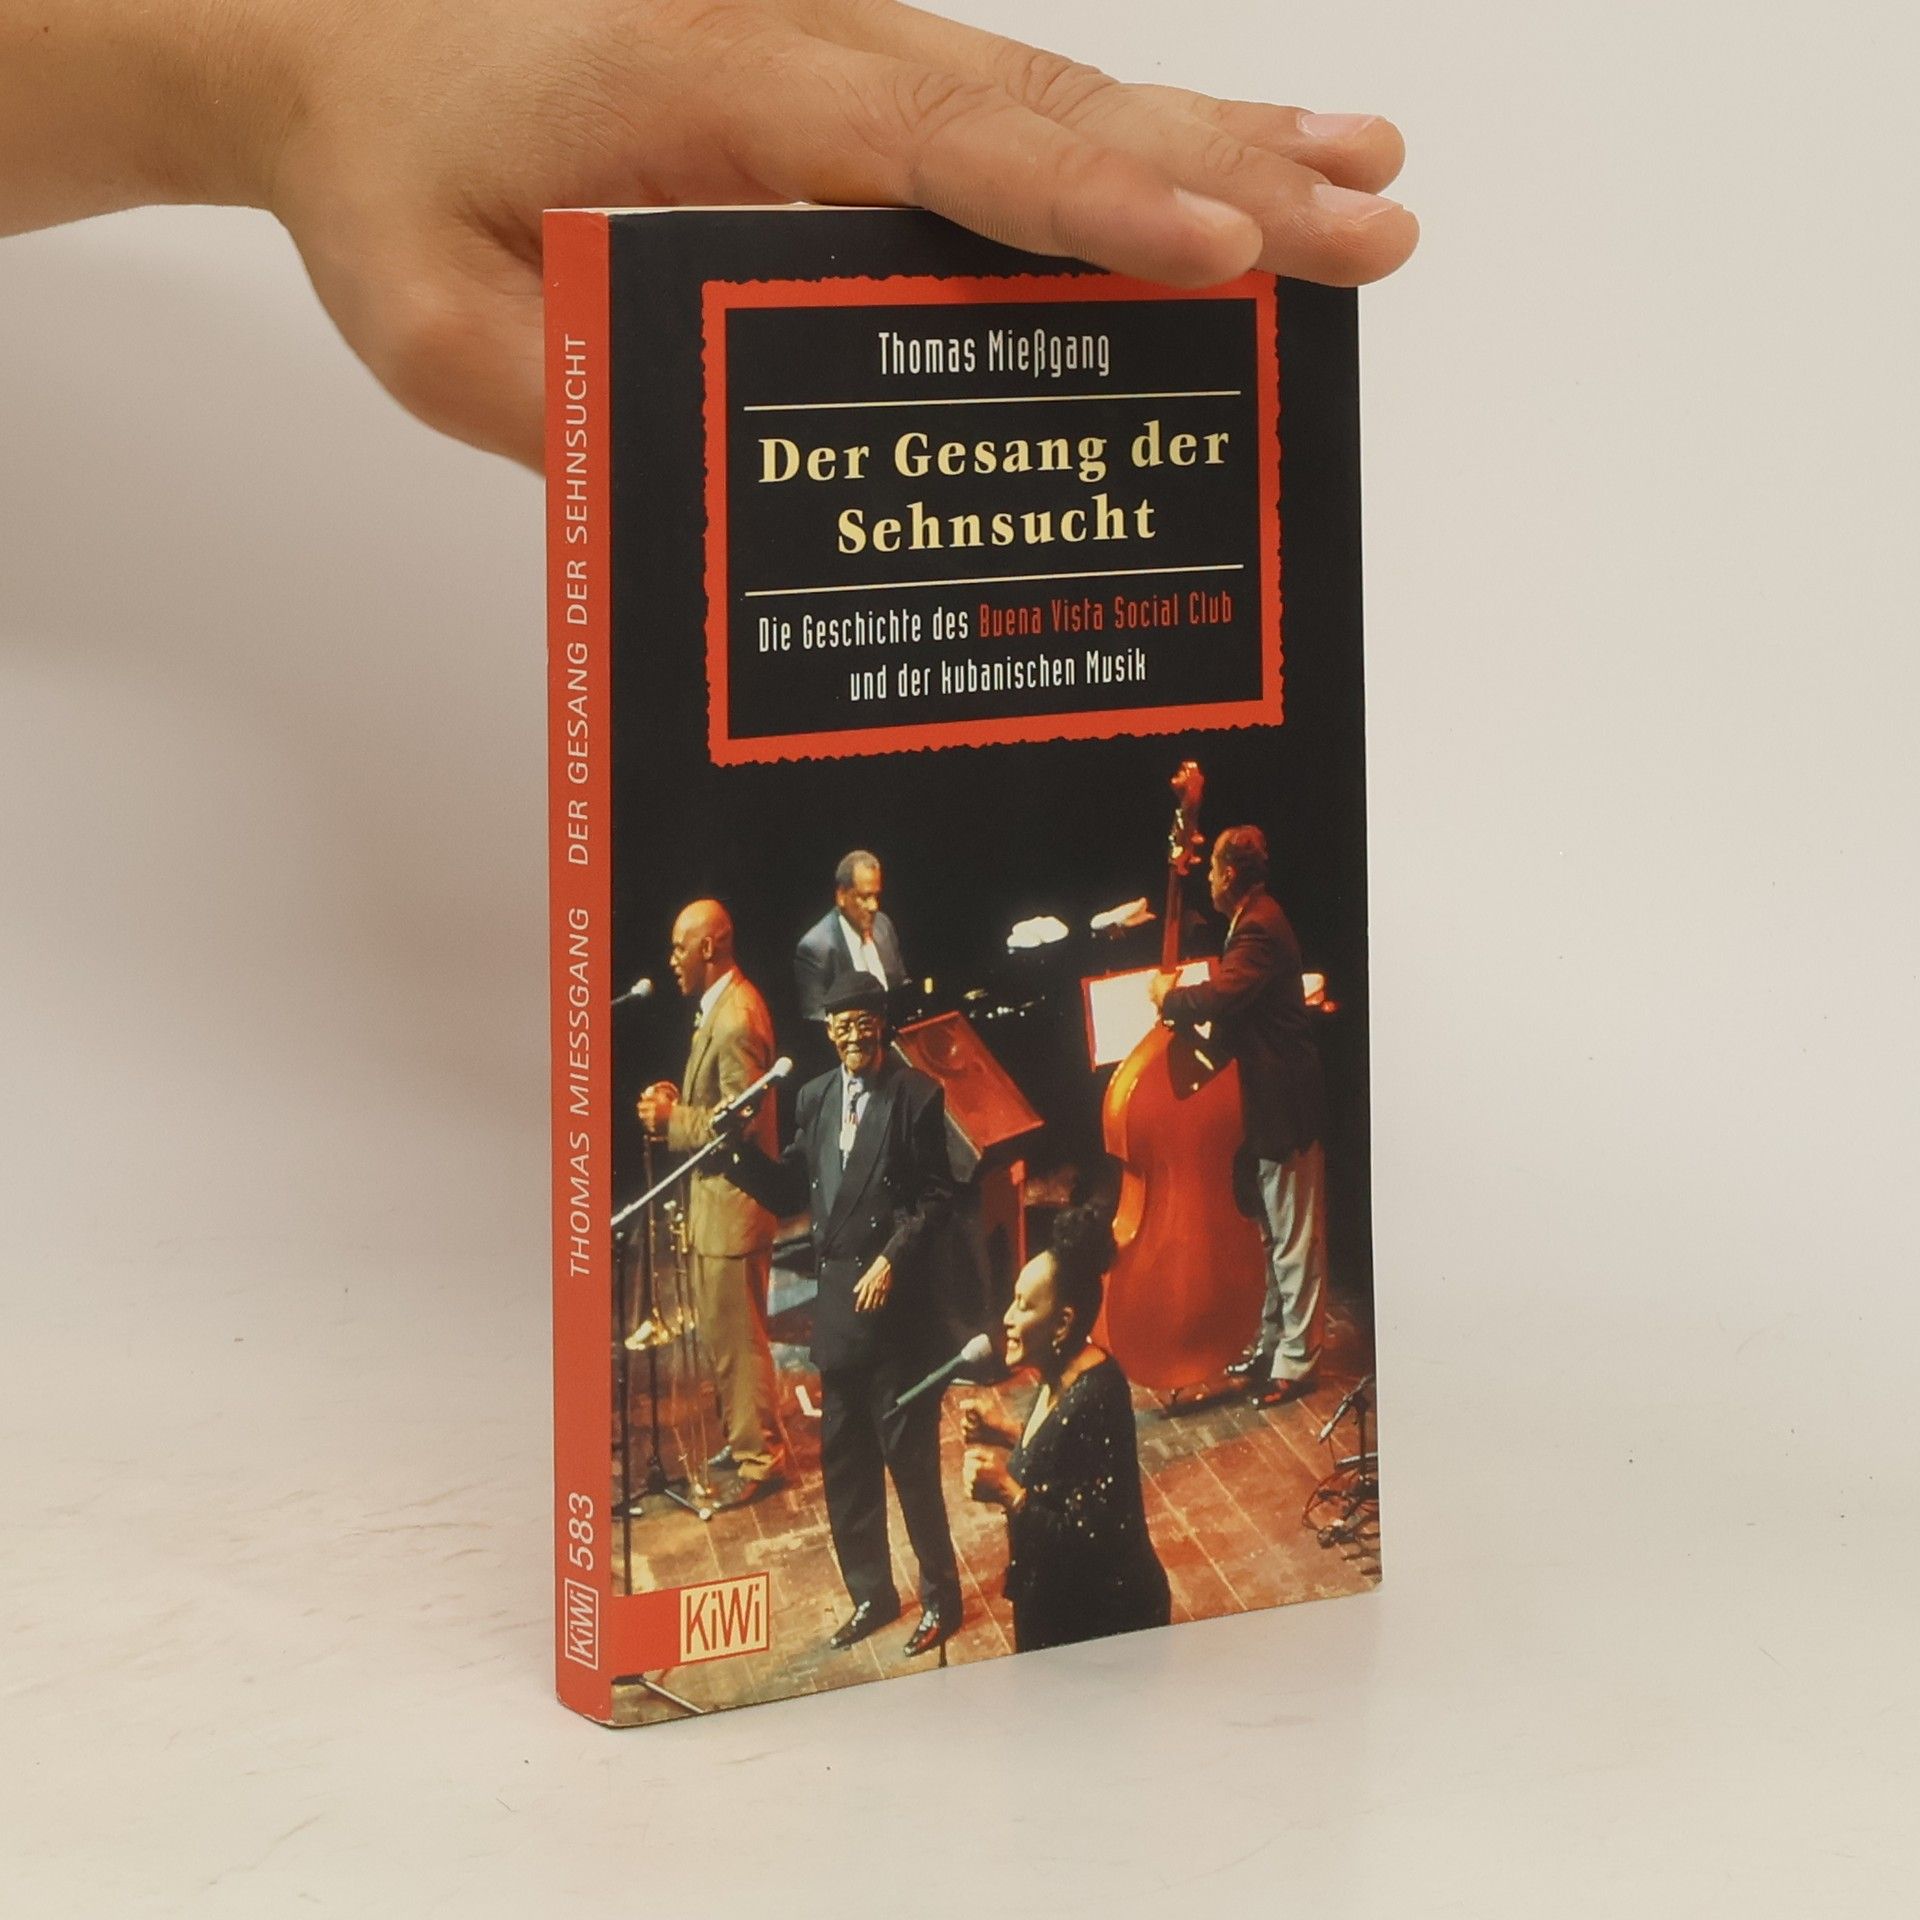 Thomas Mießgang
Der Gesang der
Sehnsucht
Die Geschichte des Buena Vista Social Club
und der kubanischen Musik
KiWi
THOMAS MIESSGANG DER GESANG DER SEHNSUCHT
KiWi 583